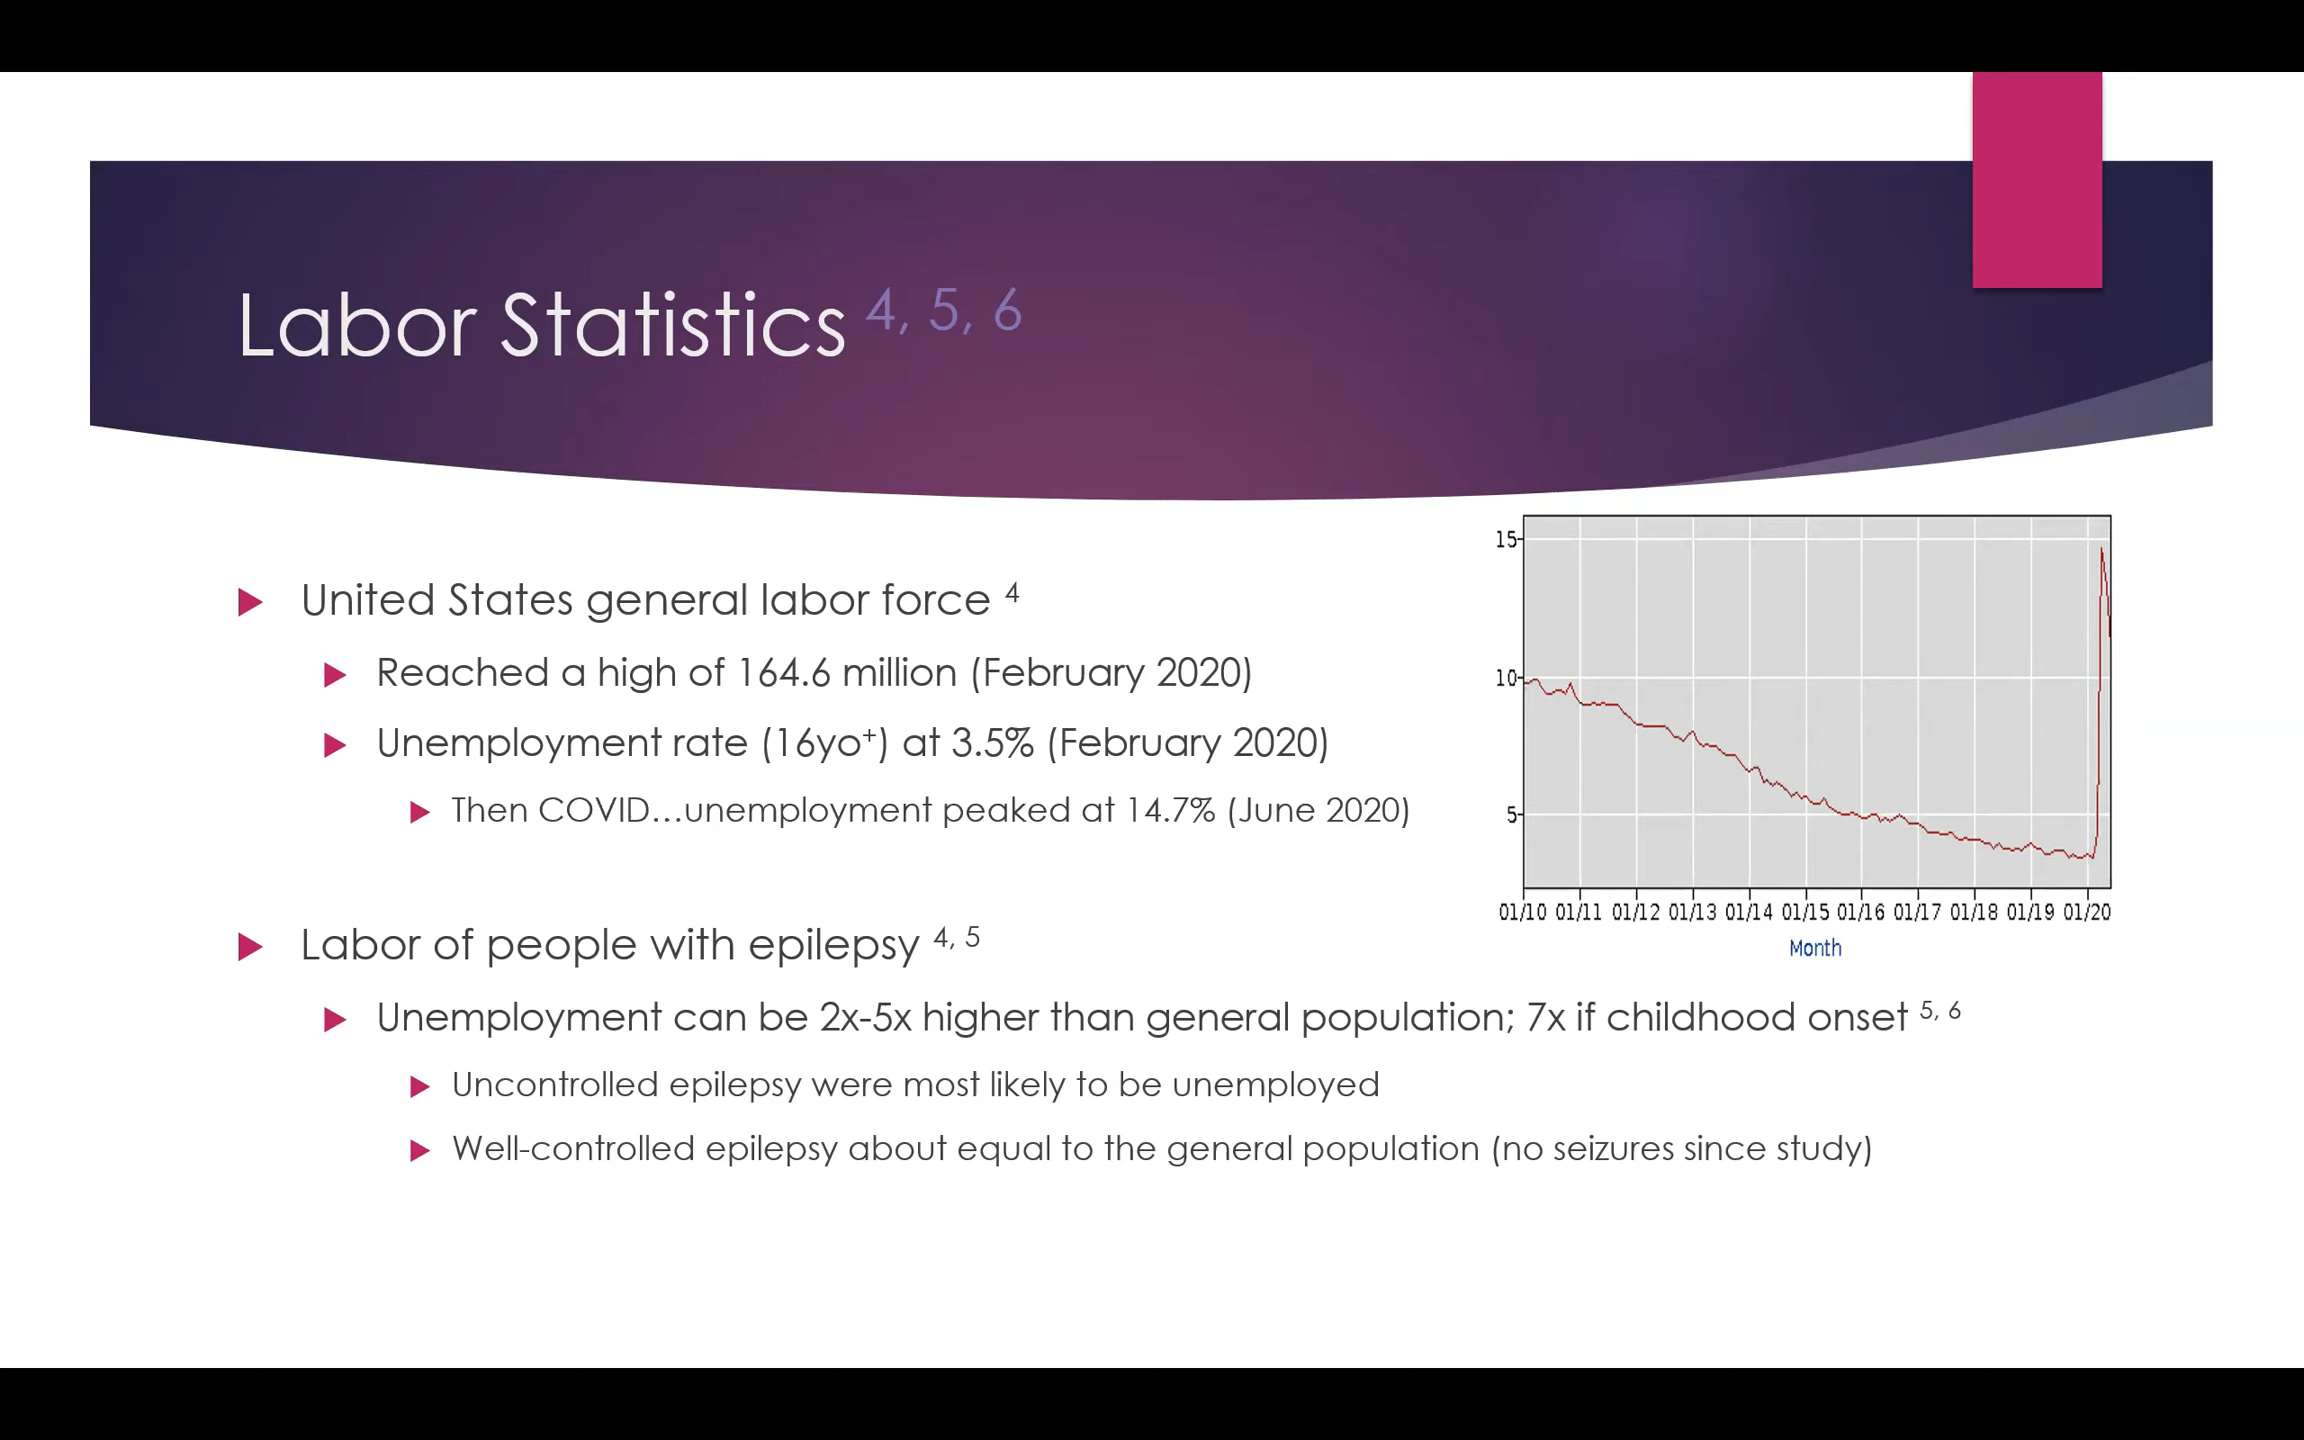 Labor Statistics 4, 5, 6
United States general labor force 4
Reached a high of 164.6 million (February 2020)
Unemployment rate (16yo+) at 3.5% (February 2020)
Then COVID...unemployment peaked at 14.7% (June 2020)
15
10
5
01/10 01/11 01/12 01/13 01/14 01/15 01/16 01/17 01/18 01/19 01/20
Month
Labor of people with epilepsy 4, 5
Unemployment can be 2x-5x higher than general population; 7x if childhood onset 5, 6
Uncontrolled epilepsy were most likely to be unemployed
Well-controlled epilepsy about equal to the general population (no seizures since study)